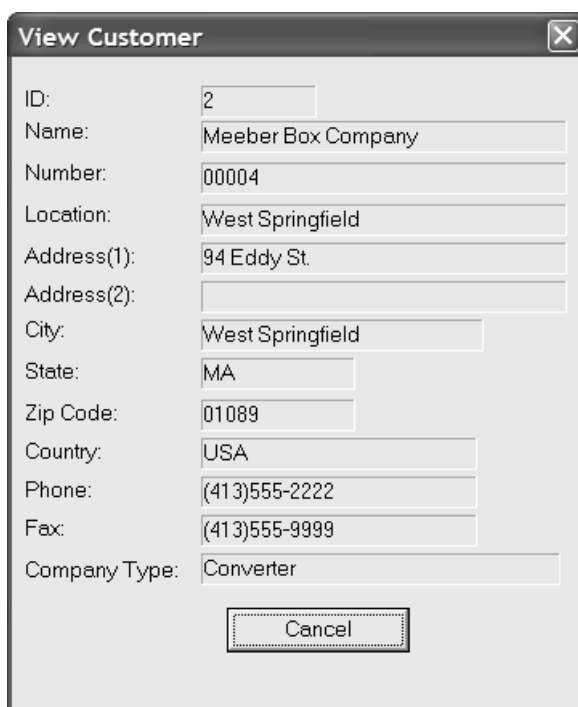 View Customer
ID: 2
Name: Meeber Box Company
Number: 00004
Location: West Springfield
Address(1): 94 Eddy St.
Address(2):
City: West Springfield
State: MA
Zip Code: 01089
Country: USA
Phone: (413)555-2222
Fax: (413)555-9999
Company Type: Converter
Cancel